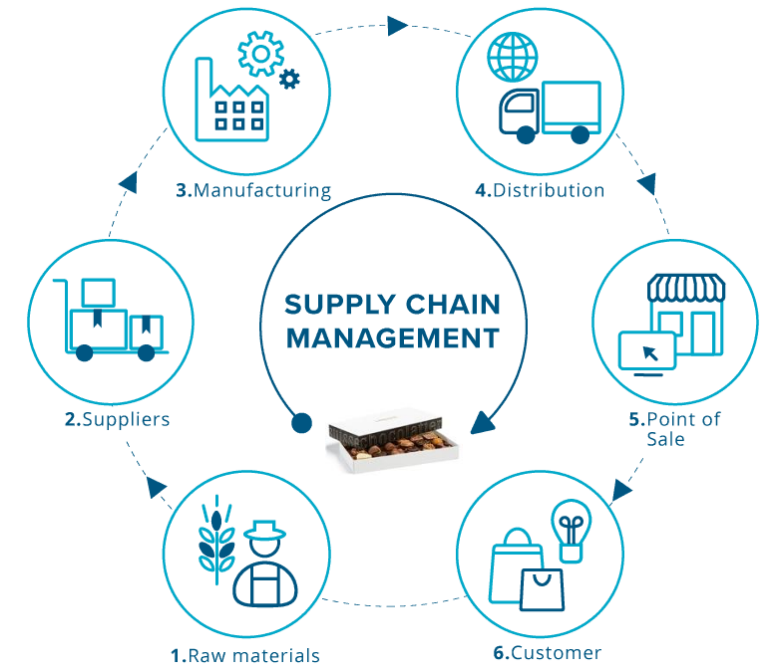 3.Manufacturing
4.Distribution
SUPPLY CHAIN
MANAGEMENT
2.Suppliers
5.Point of
Sale
1.Raw materials
6.Customer